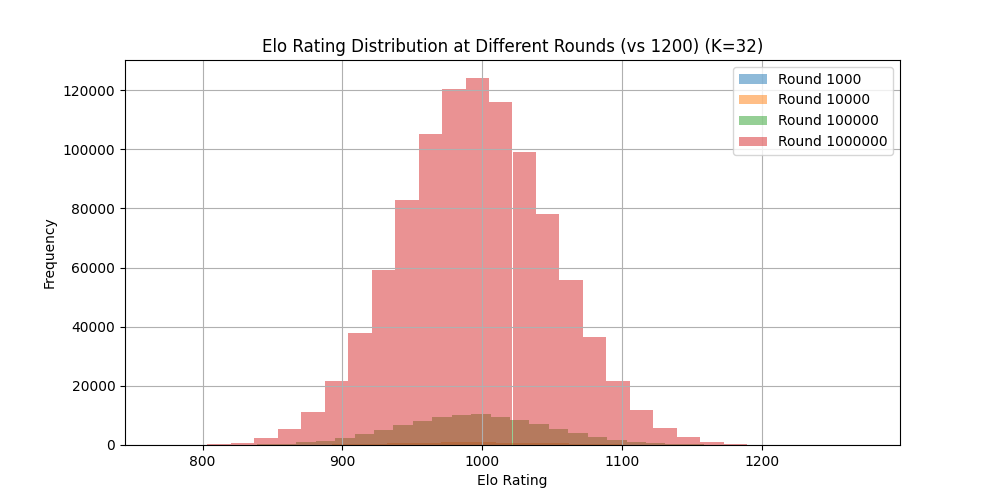 Elo Rating Distribution at Different Rounds (vs 1200) (K=32)
Round 1000
Round 10000
Round 100000
Round 1000000
120000
100000
80000
60000
40000
20000
0
Frequency
800
900
1000
1100
1200
Elo Rating